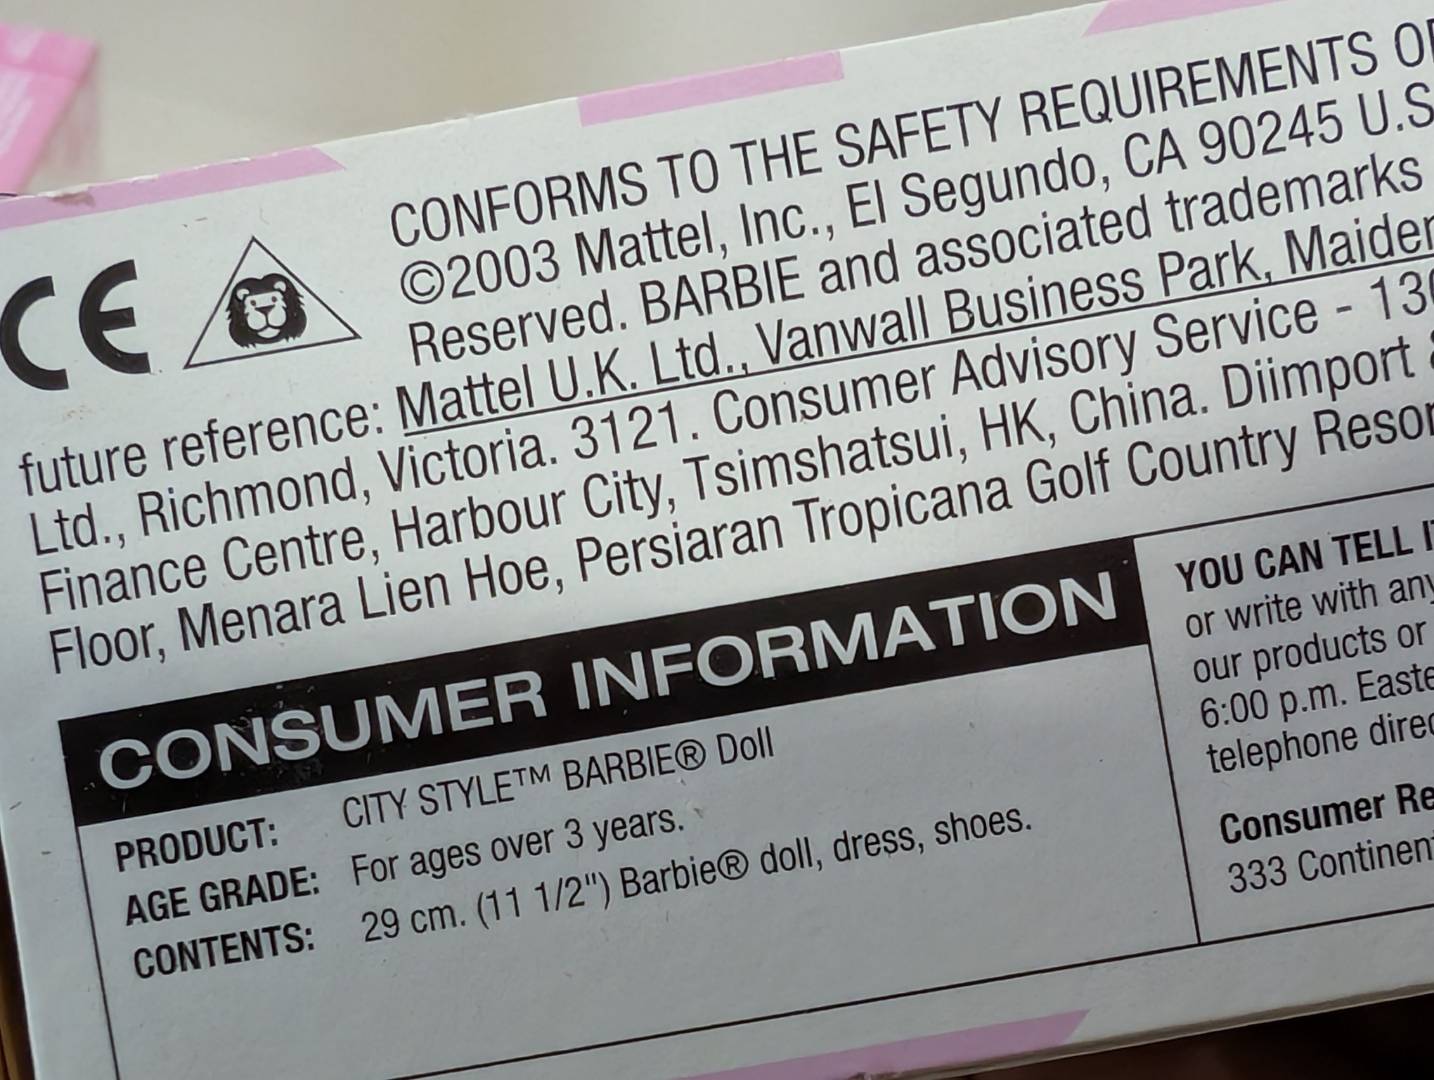 CE
CONFORMS TO THE SAFETY REQUIREMENTS
©2003 Mattel, Inc., El Segundo, CA 90245 U.S
Reserved. BARBIE and associated trademarks
future reference: Mattel U.K. Ltd., Vanwall Business Park,
Ltd., Richmond, Victoria. 3121. Consumer Advisory Service - 13
Finance Centre, Harbour City, Tsimshatsui, HK, China. Diimport
Floor, Menara Lien Hoe, Persiaran Tropicana Golf Country
CONSUMER INFORMATION
PRODUCT: CITY STYLE™ BARBIE® Doll
AGE GRADE: For ages over 3 years.
CONTENTS: 29 cm. (11 1/2") Barbie® doll, dress, shoes.
YOU CAN TELL
or write with any
our products or
6:00 p.m.
telephone
Consumer
333